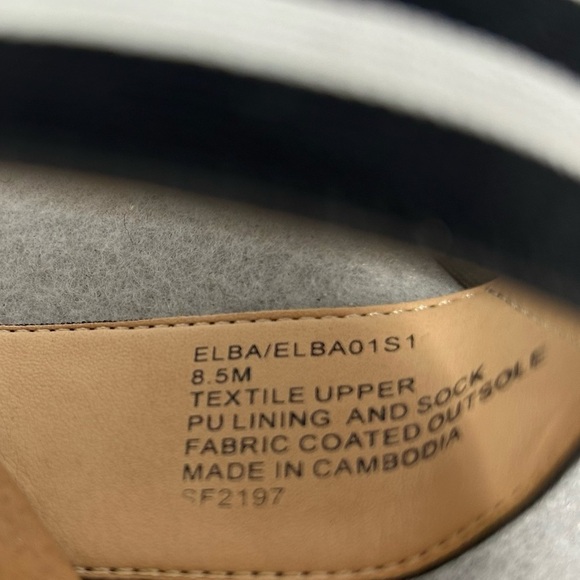 ELBA/ELBA01S1
8.5M
TEXTILE UPPER
PU LINING AND SOCK
FABRIC COATED OUTSOLE
MADE IN CAMBODIA
SF2197